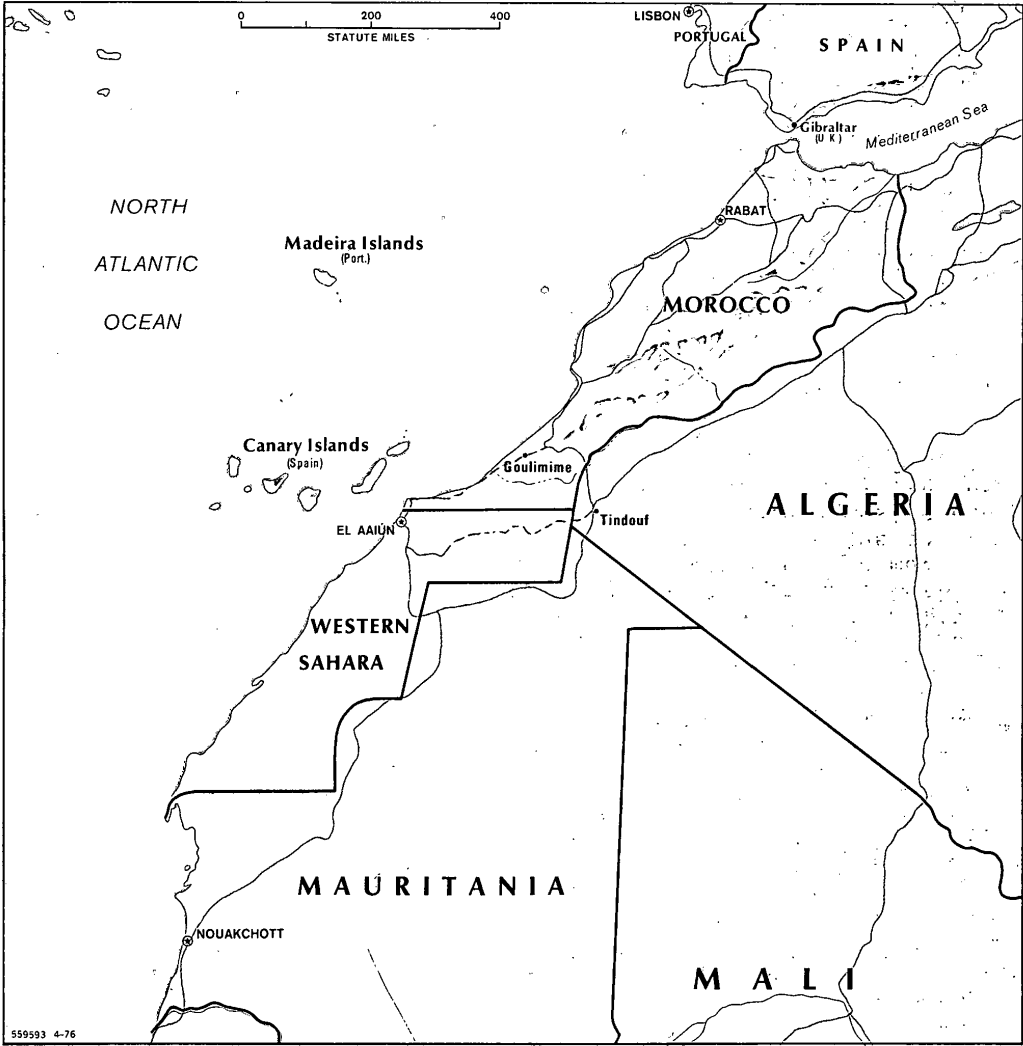 0 200 400
STATUTE MILES
LISBON
PORTUGAL
SPAIN
Gibraltar
(U K)
Mediterranean Sea
RABAT
NORTH
ATLANTIC
OCEAN
Madeira Islands
(Port.)
MOROCCO
Canary Islands
(Spain)
Goulimime
ALGERIA
EL AAIÚN
Tindouf
WESTERN
SAHARA
MAURITANIA
NOUAKCHOTT
MALI
559593 4-76